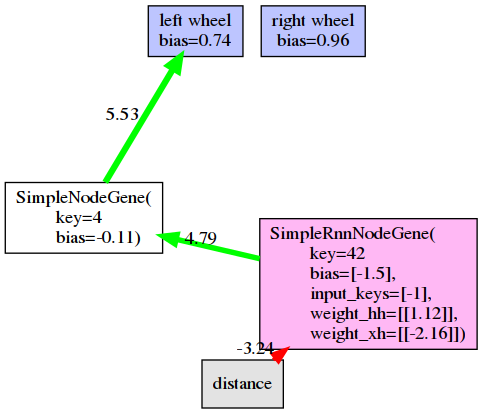 left wheel
bias=0.74
right wheel
bias=0.96
5.53
SimpleNodeGene(
key=4
bias=-0.11)
4.79
SimpleRnnNodeGene(
key=42
bias=[-1.5],
input_keys=[-1],
weight_hh=[[1.12]],
weight_xh=[[-2.16]])
-3.24
distance